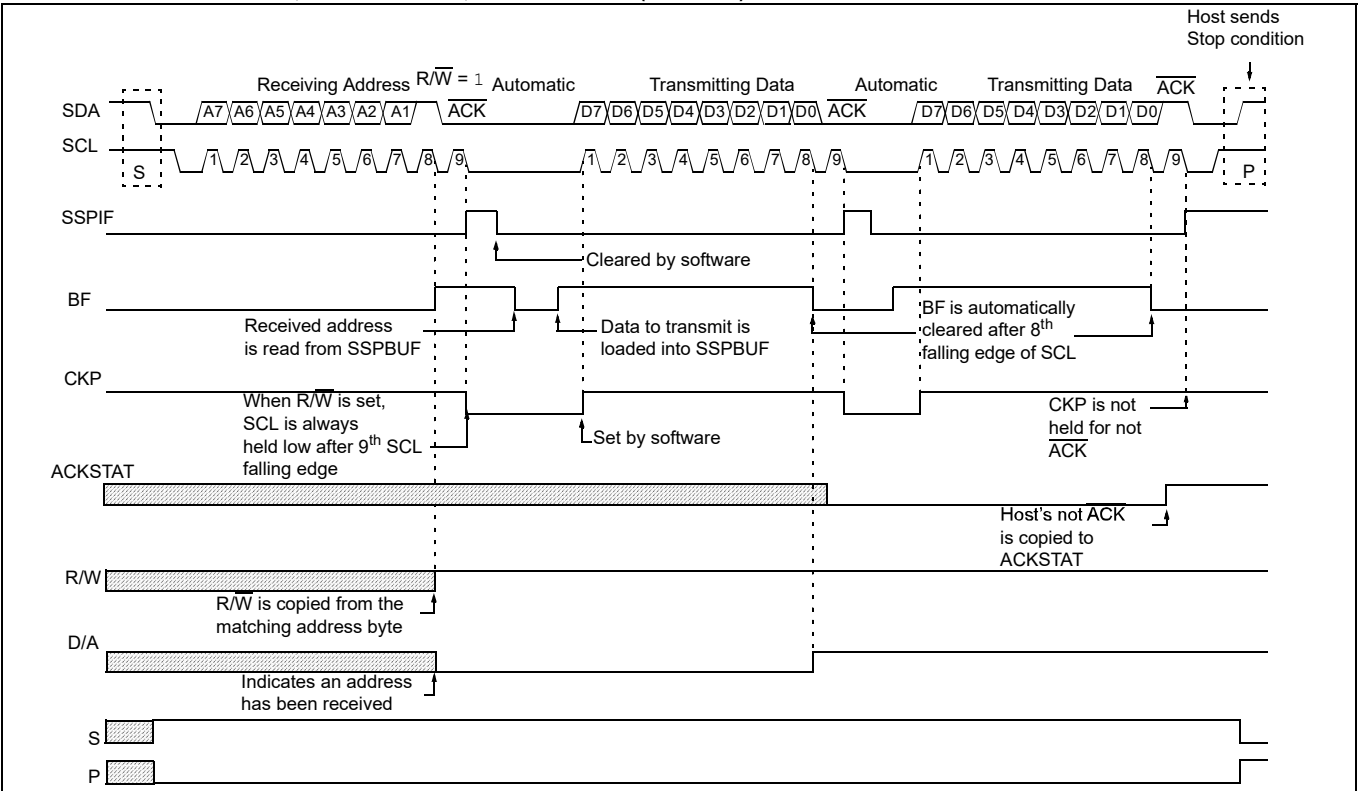 Host sends
Stop condition
Receiving Address R/W = 1 Automatic Transmitting Data Automatic Transmitting Data ACK
SDA A7 A6 A5 A4 A3 A2 A1 ACK D7 D6 D5 D4 D3 D2 D1 D0 ACK D7 D6 D5 D4 D3 D2 D1 D0
SCL 1 2 3 4 5 6 7 8 9 1 2 3 4 5 6 7 8 9 1 2 3 4 5 6 7 8 9
S P
SSPIF
Cleared by software
BF
Received address
is read from SSPBUF
Data to transmit is
loaded into SSPBUF
BF is automatically
cleared after 8th
falling edge of SCL
CKP
When R/W is set,
SCL is always
held low after 9th SCL
falling edge
Set by software
CKP is not
held for not
ACK
ACKSTAT
Host's not ACK
is copied to
ACKSTAT
R/W
R/W is copied from the
matching address byte
D/A
Indicates an address
has been received
S
P